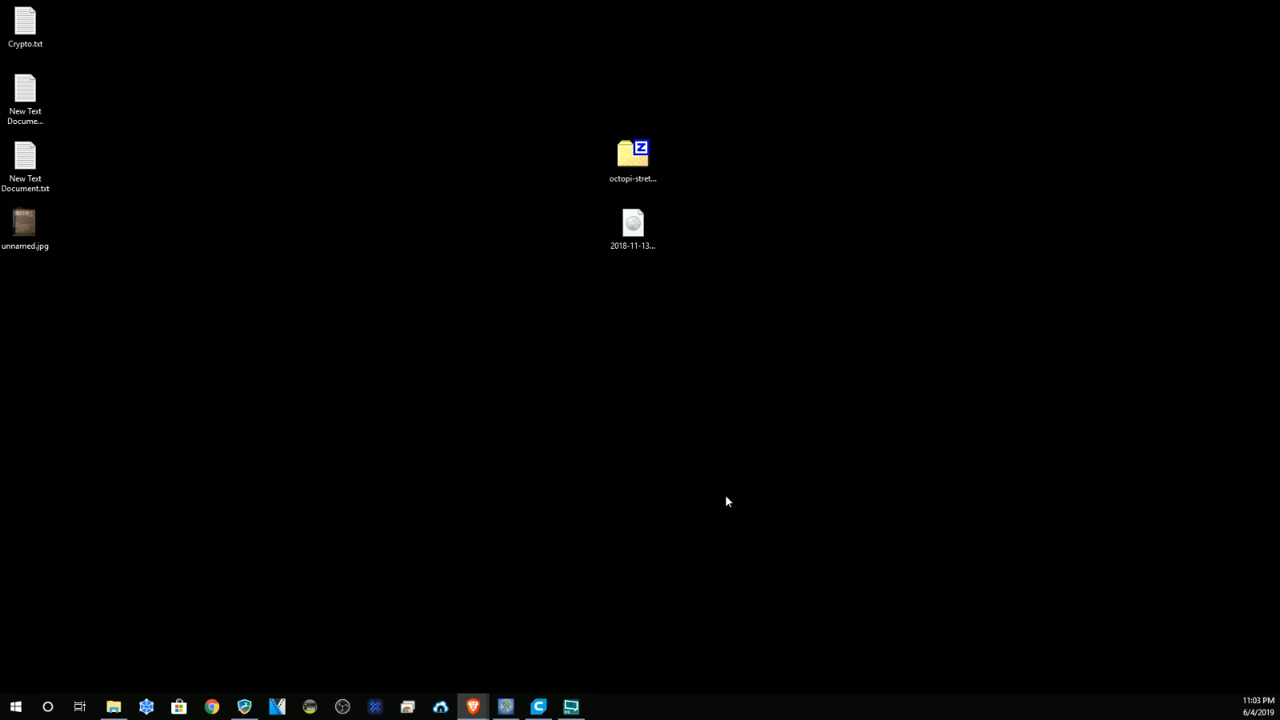 Crypto.txt
New Text
Docume...
New Text
Document.txt
unnamed.jpg
octopi-stret...
2018-11-13...
11:03 PM
6/4/2019